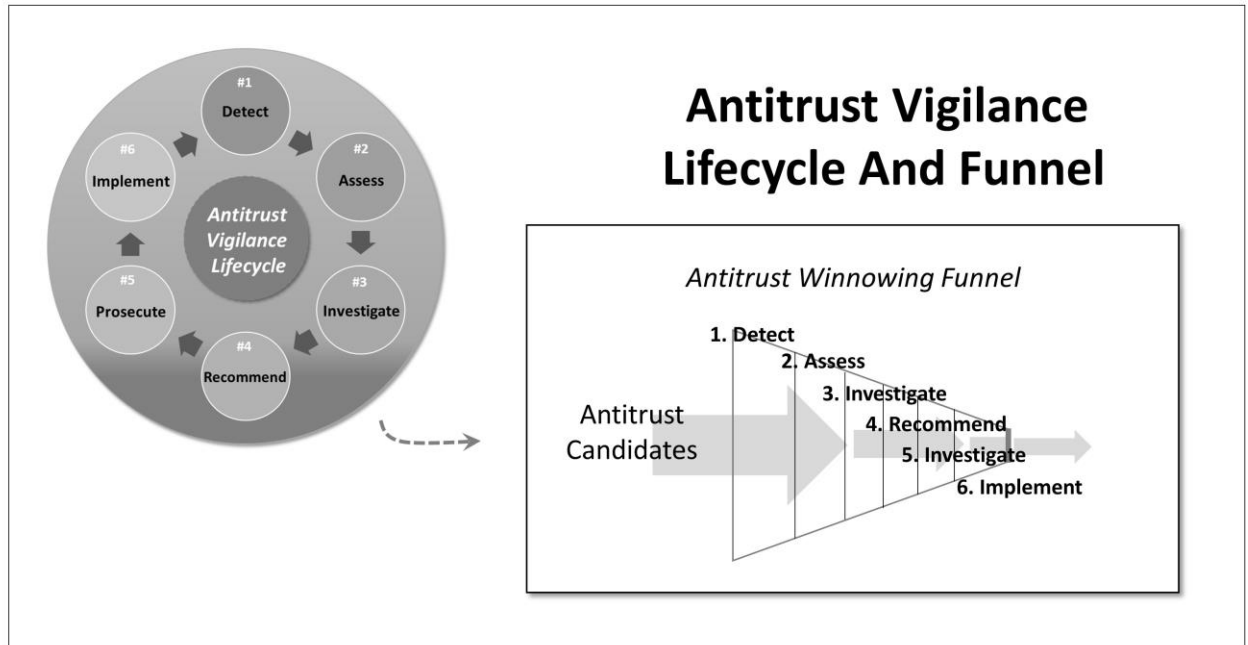 Antitrust Vigilance
Lifecycle And Funnel
#1
Detect
#2
Assess
#3
Investigate
#4
Recommend
#5
Prosecute
#6
Implement
Antitrust
Vigilance
Lifecycle
Antitrust Winnowing Funnel
1. Detect
2. Assess
3. Investigate
4. Recommend
5. Investigate
6. Implement
Antitrust
Candidates